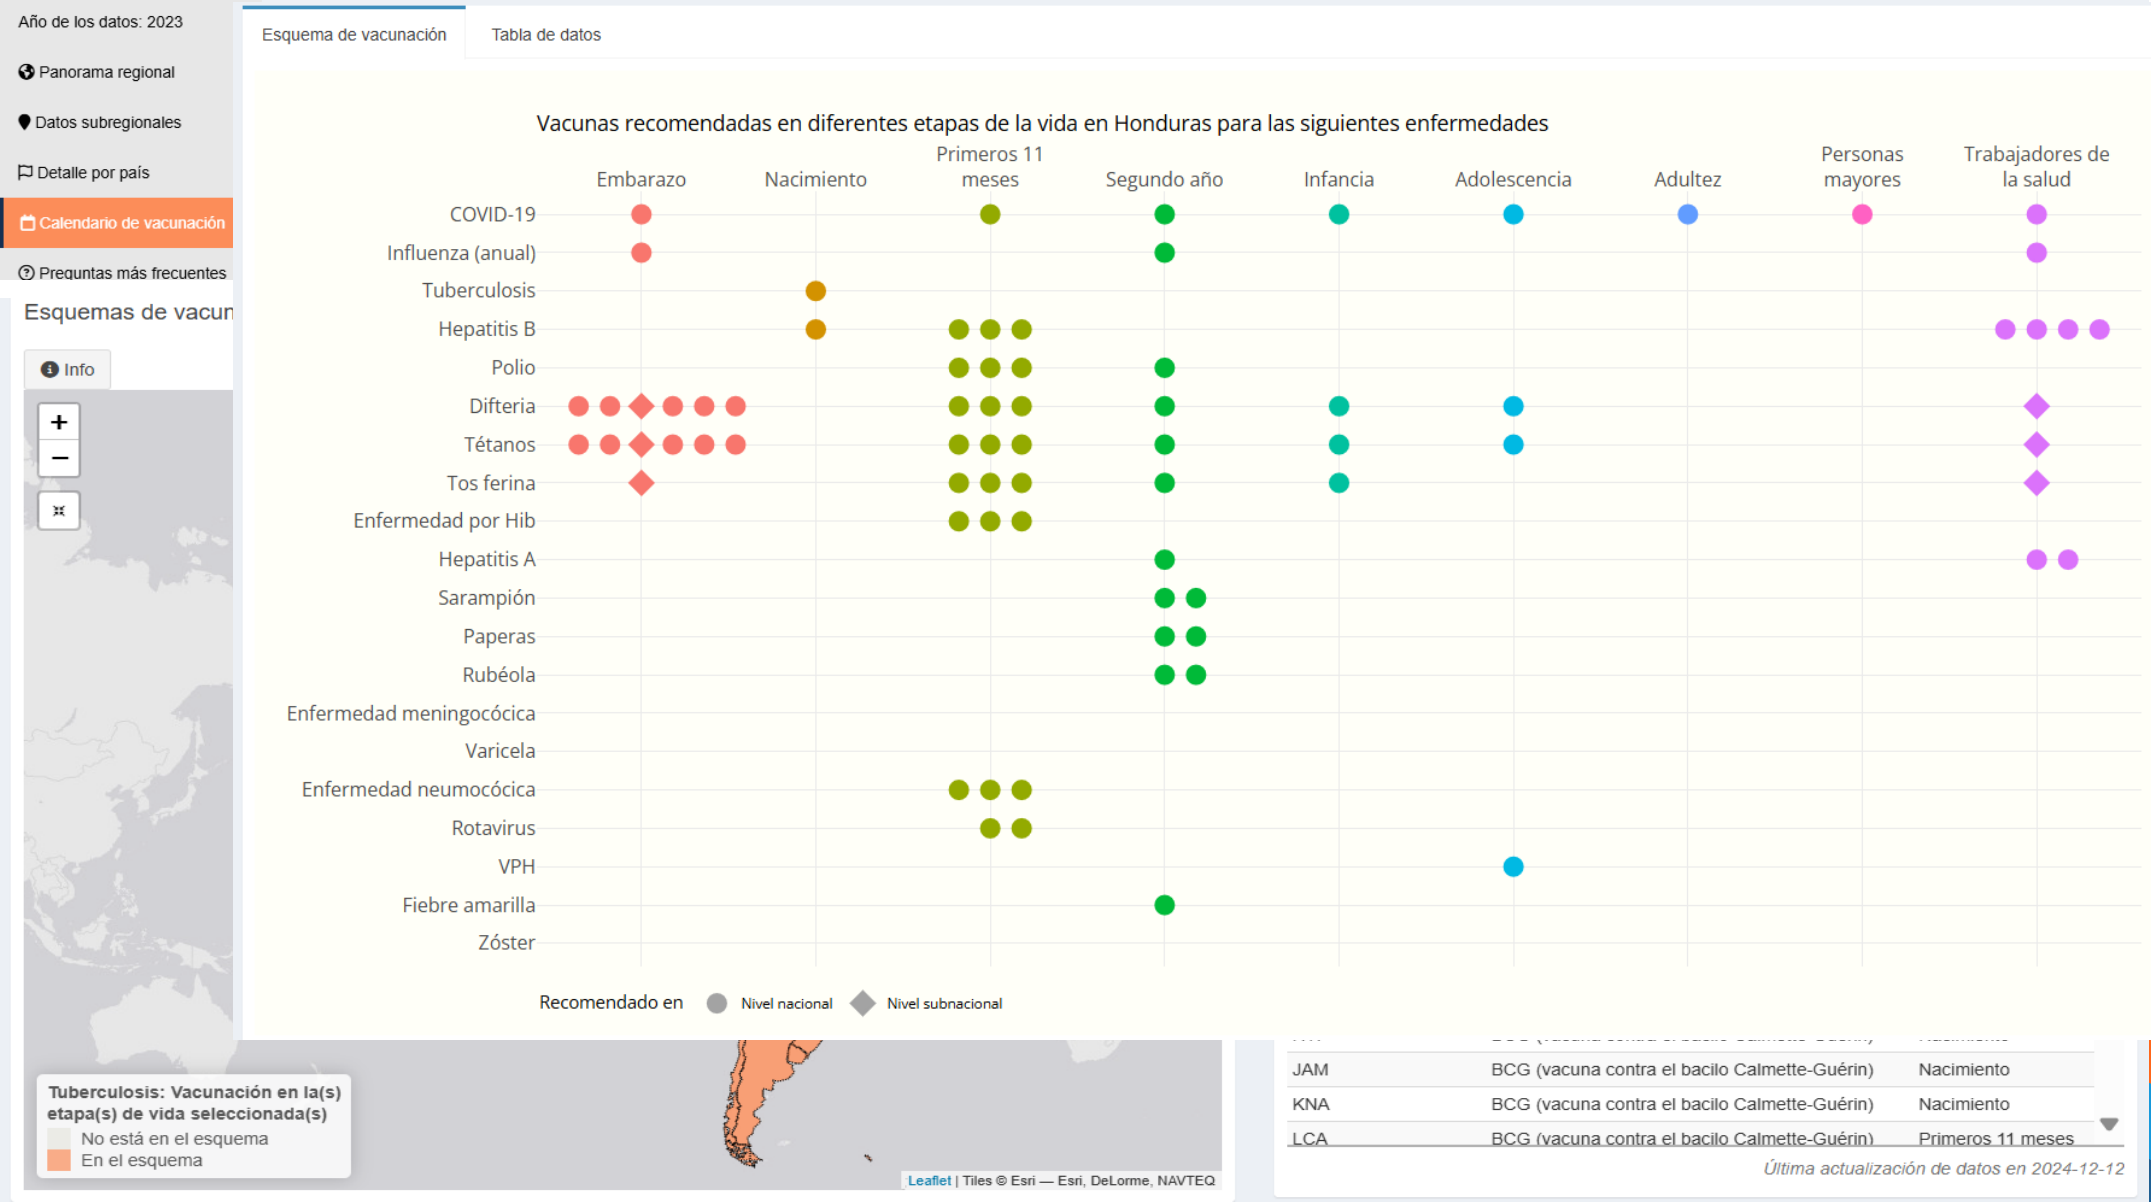 Año de los datos: 2023
Panorama regional
Datos subregionales
Detalle por país
Calendario de vacunación
Preguntas más frecuentes
Esquemas de vacun
Info
+
−
Esquema de vacunación
Tabla de datos
Vacunas recomendadas en diferentes etapas de la vida en Honduras para las siguientes enfermedades
Embarazo
Nacimiento
Primeros 11
meses
Segundo año
Infancia
Adolescencia
Adultez
Personas
mayores
Trabajadores de
la salud
COVID-19
Influenza (anual)
Tuberculosis
Hepatitis B
Polio
Difteria
Tétanos
Tos ferina
Enfermedad por Hib
Hepatitis A
Sarampión
Paperas
Rubéola
Enfermedad meningocócica
Varicela
Enfermedad neumocócica
Rotavirus
VPH
Fiebre amarilla
Zóster
Recomendado en Nivel nacional Nivel subnacional
Tuberculosis: Vacunación en la(s)
etapa(s) de vida seleccionada(s)
No está en el esquema
En el esquema
Leaflet | Tiles © Esri — Esri, DeLorme, NAVTEQ
JAM BCG (vacuna contra el bacilo Calmette-Guérin) Nacimiento
KNA BCG (vacuna contra el bacilo Calmette-Guérin) Nacimiento
LCA BCG (vacuna contra el bacilo Calmette-Guérin) Primeros 11 meses
Última actualización de datos en 2024-12-12